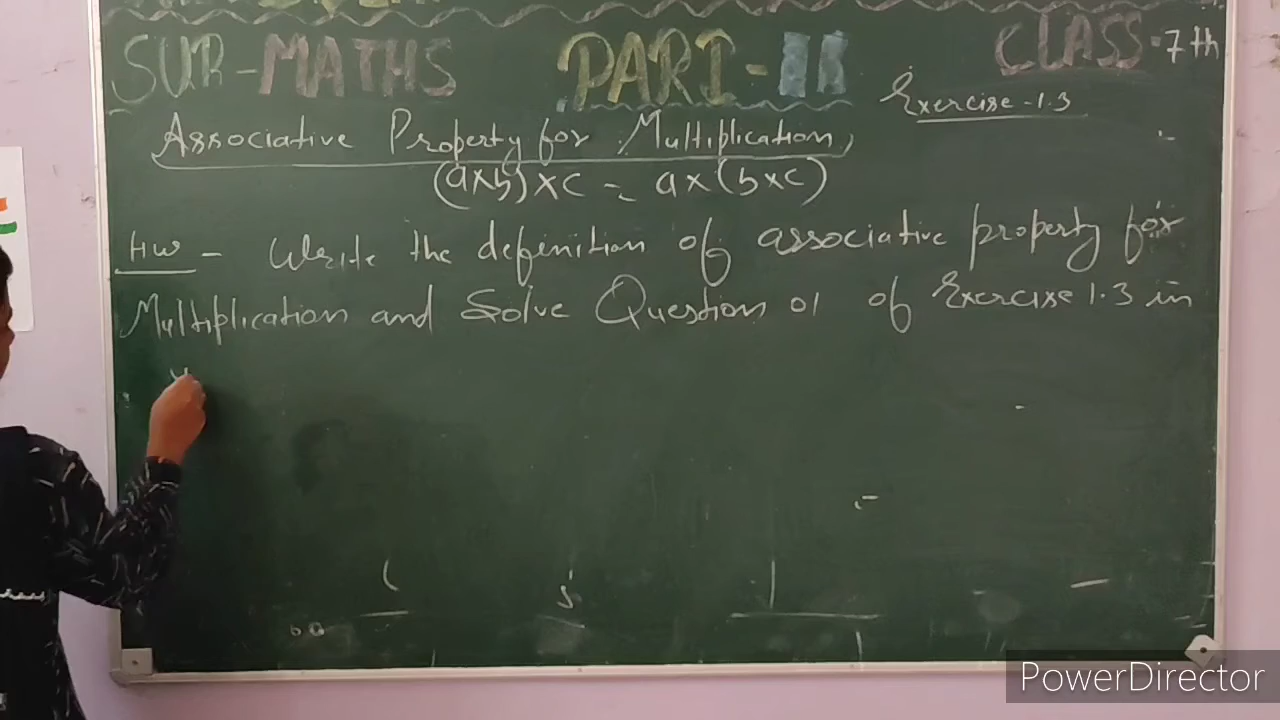 SUB-MATHS PART-II CLASS-7th
Exercise-1.3
Associative Property for Multiplication,
(a×b)×c = a×(b×c)
HW - Write the definition of associative property for
Multiplication and Solve Question 01 of Exercise 1.3 in
PowerDirector